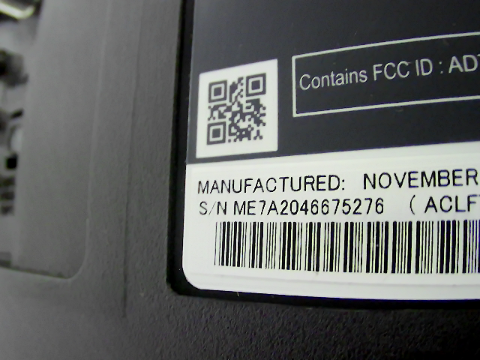 Contains FCC ID : AD
MANUFACTURED: NOVEMBER
S/N ME7A2046675276 ( ACLF